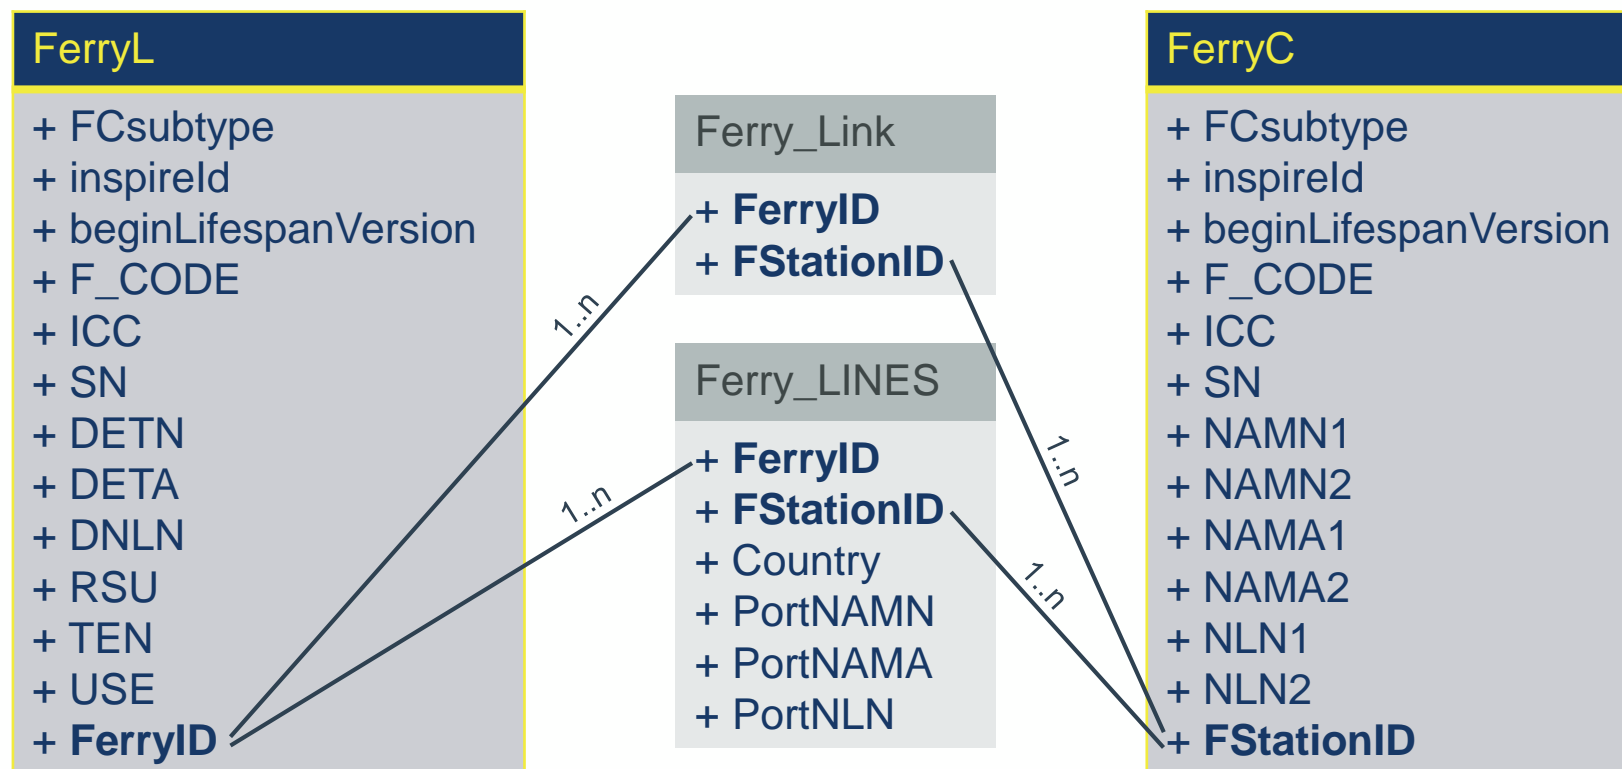 FerryL
+ FCsubtype
+ inspireId
+ beginLifespanVersion
+ F_CODE
+ ICC
+ SN
+ DETN
+ DETA
+ DNLN
+ RSU
+ TEN
+ USE
+ FerryID
1..n
1..n
Ferry_Link
+ FerryID
+ FStationID
Ferry_LINES
+ FerryID
+ FStationID
+ Country
+ PortNAMN
+ PortNAMA
+ PortNLN
1..n
1..n
FerryC
+ FCsubtype
+ inspireId
+ beginLifespanVersion
+ F_CODE
+ ICC
+ SN
+ NAMN1
+ NAMN2
+ NAMA1
+ NAMA2
+ NLN1
+ NLN2
+ FStationID